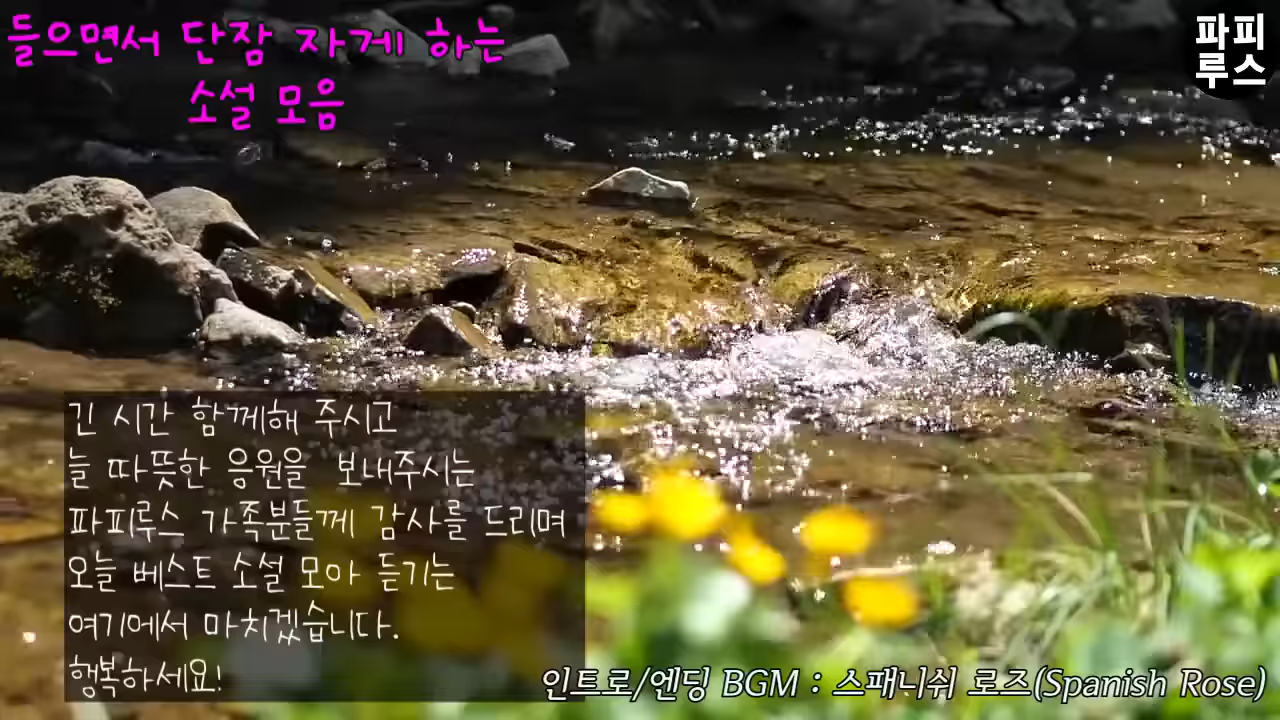 들으면서 단잠 자게 하는
소설 모음
파피
루스
긴 시간 함께해 주시고
늘 따뜻한 응원을 보내주시는
파피루스 가족분들께 감사를 드리며
오늘 베스트 소설 모아 듣기는
여기에서 마치겠습니다.
행복하세요!
인트로/엔딩 BGM : 스패니쉬 로즈(Spanish Rose)